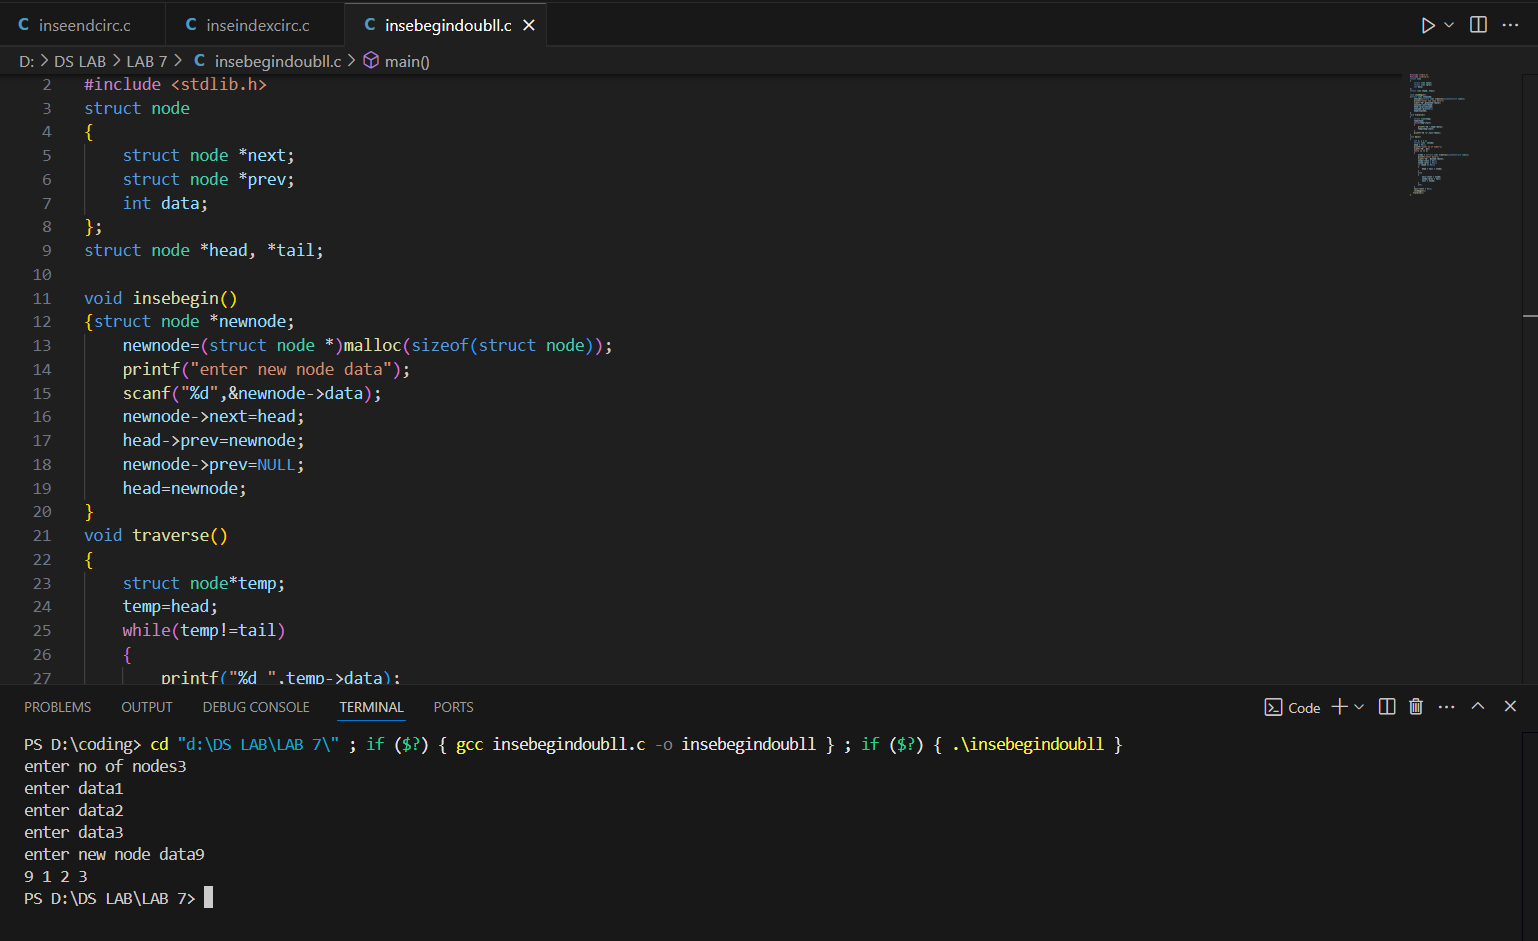 inseendcirc.c inseindexcirc.c insebegindoubll.c
D: > DS LAB > LAB 7 > insebegindoubll.c > main()
2 #include <stdlib.h>
3 struct node
4 {
5 struct node *next;
6 struct node *prev;
7 int data;
8 };
9 struct node *head, *tail;
10
11 void insebegin()
12 {struct node *newnode;
13 newnode=(struct node *)malloc(sizeof(struct node));
14 printf("enter new node data");
15 scanf("%d",&newnode->data);
16 newnode->next=head;
17 head->prev=newnode;
18 newnode->prev=NULL;
19 head=newnode;
20 }
21 void traverse()
22 {
23 struct node*temp;
24 temp=head;
25 while(temp!=tail)
26 {
27 printf("%d ",temp->data);
PROBLEMS OUTPUT DEBUG CONSOLE TERMINAL PORTS Code
PS D:\coding> cd "d:\DS LAB\LAB 7\" ; if ($?) { gcc insebegindoubll.c -o insebegindoubll } ; if ($?) { .\insebegindoubll }
enter no of nodes3
enter data1
enter data2
enter data3
enter new node data9
9 1 2 3
PS D:\DS LAB\LAB 7>